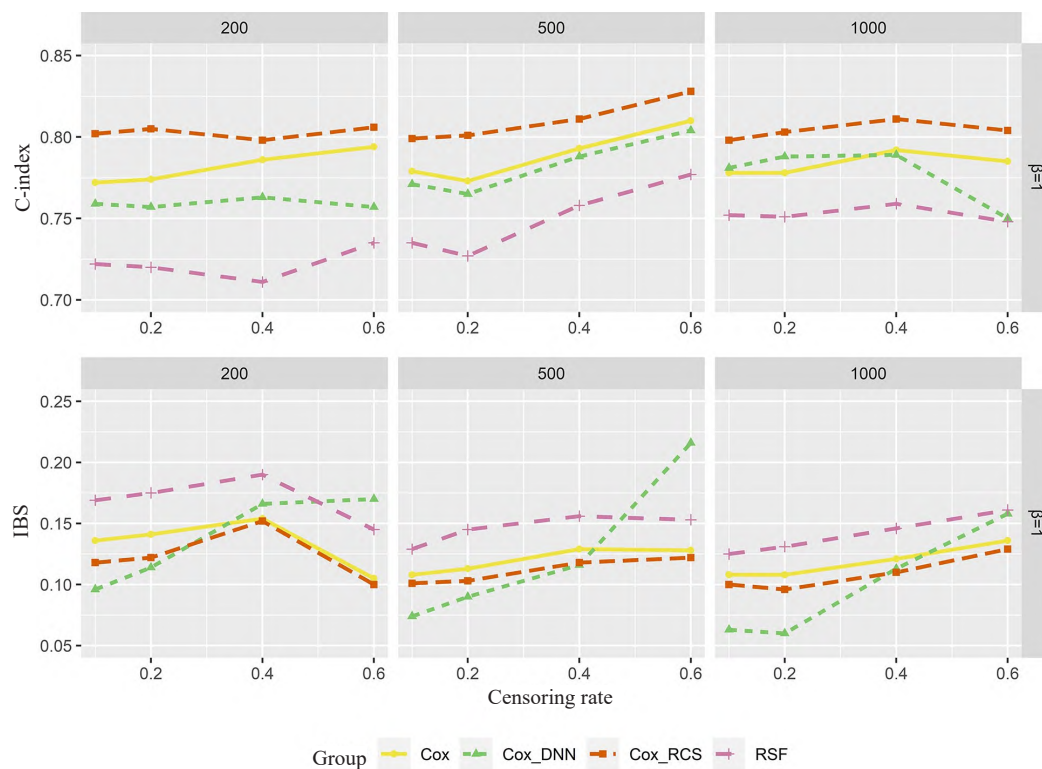 200 500 1000
0.85
0.80
0.75
0.70
C-index
β=1
0.2 0.4 0.6 0.2 0.4 0.6 0.2 0.4 0.6
200 500 1000
0.25
0.20
0.15
0.10
0.05
IBS
β=1
0.2 0.4 0.6 0.2 0.4 0.6 0.2 0.4 0.6
Censoring rate
Group Cox Cox_DNN Cox_RCS RSF